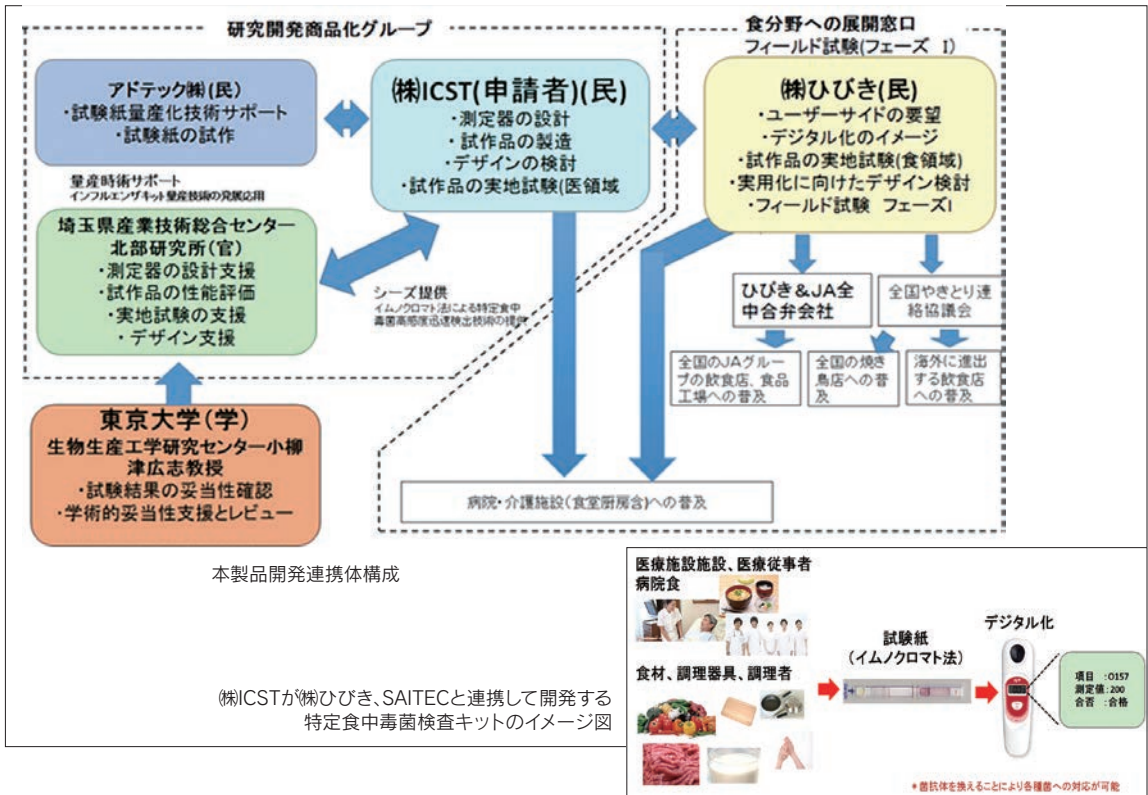 研究開発商品化グループ
食分野への展開窓口
フィールド試験(フェーズ Ⅰ)
アドテック㈱(民)
・試験紙量産化技術サポート
・試験紙の試作
㈱ICST(申請者)(民)
・測定器の設計
・試作品の製造
・デザインの検討
・試作品の実地試験(医領域
㈱ひびき(民)
・ユーザーサイドの要望
・デジタル化のイメージ
・試作品の実地試験(食領域)
・実用化に向けたデザイン検討
・フィールド試験 フェーズⅠ
量産時術サポート
インフルエンザキット量産技術の発展応用
埼玉県産業技術総合センター
北部研究所(官)
・測定器の設計支援
・試作品の性能評価
・実地試験の支援
・デザイン支援
シーズ提供
イムノクロマト法による特定食中
毒菌高感度迅速検出技術の提供
ひびき&JA全
中合弁会社
全国やきとり連
絡協議会
全国のJAグルー
プの飲食店、食品
工場への普及
全国の焼き
鳥店への普
及
海外に進出
する飲食店
への普及
東京大学(学)
生物生産工学研究センター小柳
津広志教授
・試験結果の妥当性確認
・学術的妥当性支援とレビュー
病院・介護施設(食堂厨房含)への普及
本製品開発連携体構成
㈱ICSTが㈱ひびき、SAITECと連携して開発する
特定食中毒菌検査キットのイメージ図
医療施設施設、医療従事者
病院食
食材、調理器具、調理者
試験紙
(イムノクロマト法)
デジタル化
項目 :O157
測定値:200
合否 :合格
*菌抗体を換えることにより各種菌への対応が可能